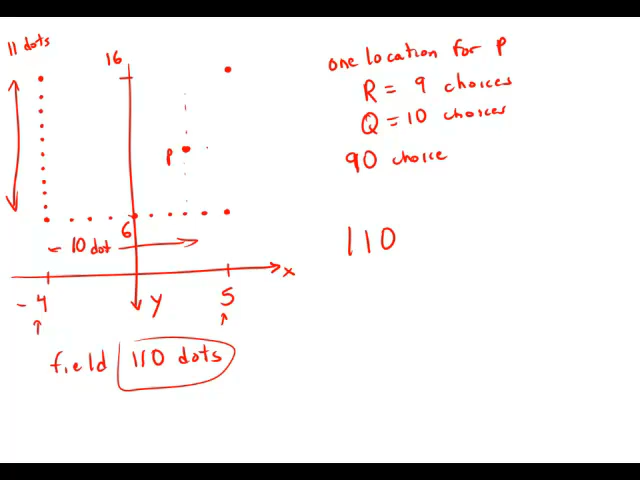 11 dots
16
one location for P
R = 9 choices
Q = 10 choices
P
90 choice
6
10 dot
110
x
-4
Y
5
field 110 dots